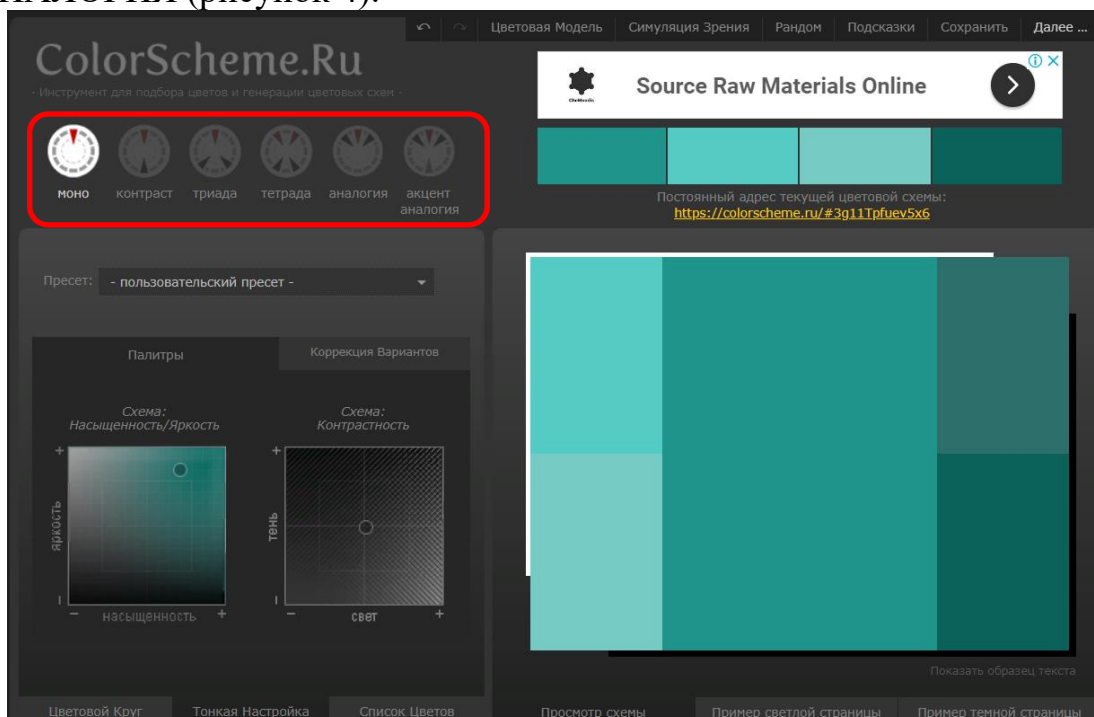 (рисунок 4).
Цветовая Модель Симуляция Зрения Рандом Подсказки Сохранить Далее ...
ColorScheme.Ru
- Инструмент для подбора цветов и генерации цветовых схем -
Source Raw Materials Online
моно контраст триада тетрада аналогия акцент
аналогия
Постоянный адрес текущей цветовой схемы:
https://colorscheme.ru/#3g11Tpfuev5x6
Пресет: - пользовательский пресет -
Палитры Коррекция Вариантов
Схема: Схема:
Насыщенность/Яркость Контрастность
+ +
яркость тень
− − насыщенность + − − свет +
Показать образец текста
Цветовой Круг Тонкая Настройка Список Цветов Просмотр схемы Пример светлой страницы Пример темной страницы